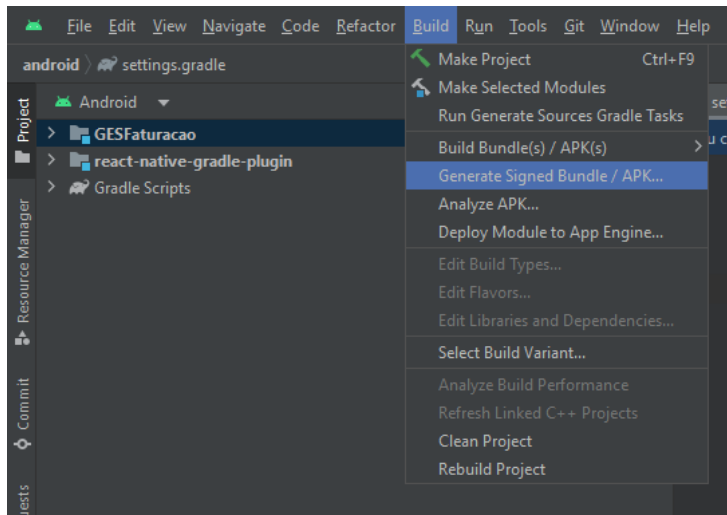 File Edit View Navigate Code Refactor Build Run Tools Git Window Help
android settings.gradle
Project
Android
GESFaturacao
react-native-gradle-plugin
Gradle Scripts
Resource Manager
Commit
Make Project Ctrl+F9
Make Selected Modules
Run Generate Sources Gradle Tasks
Build Bundle(s) / APK(s)
Generate Signed Bundle / APK...
Analyze APK...
Deploy Module to App Engine...
Edit Build Types...
Edit Flavors...
Edit Libraries and Dependencies...
Select Build Variant...
Analyze Build Performance
Refresh Linked C++ Projects
Clean Project
Rebuild Project